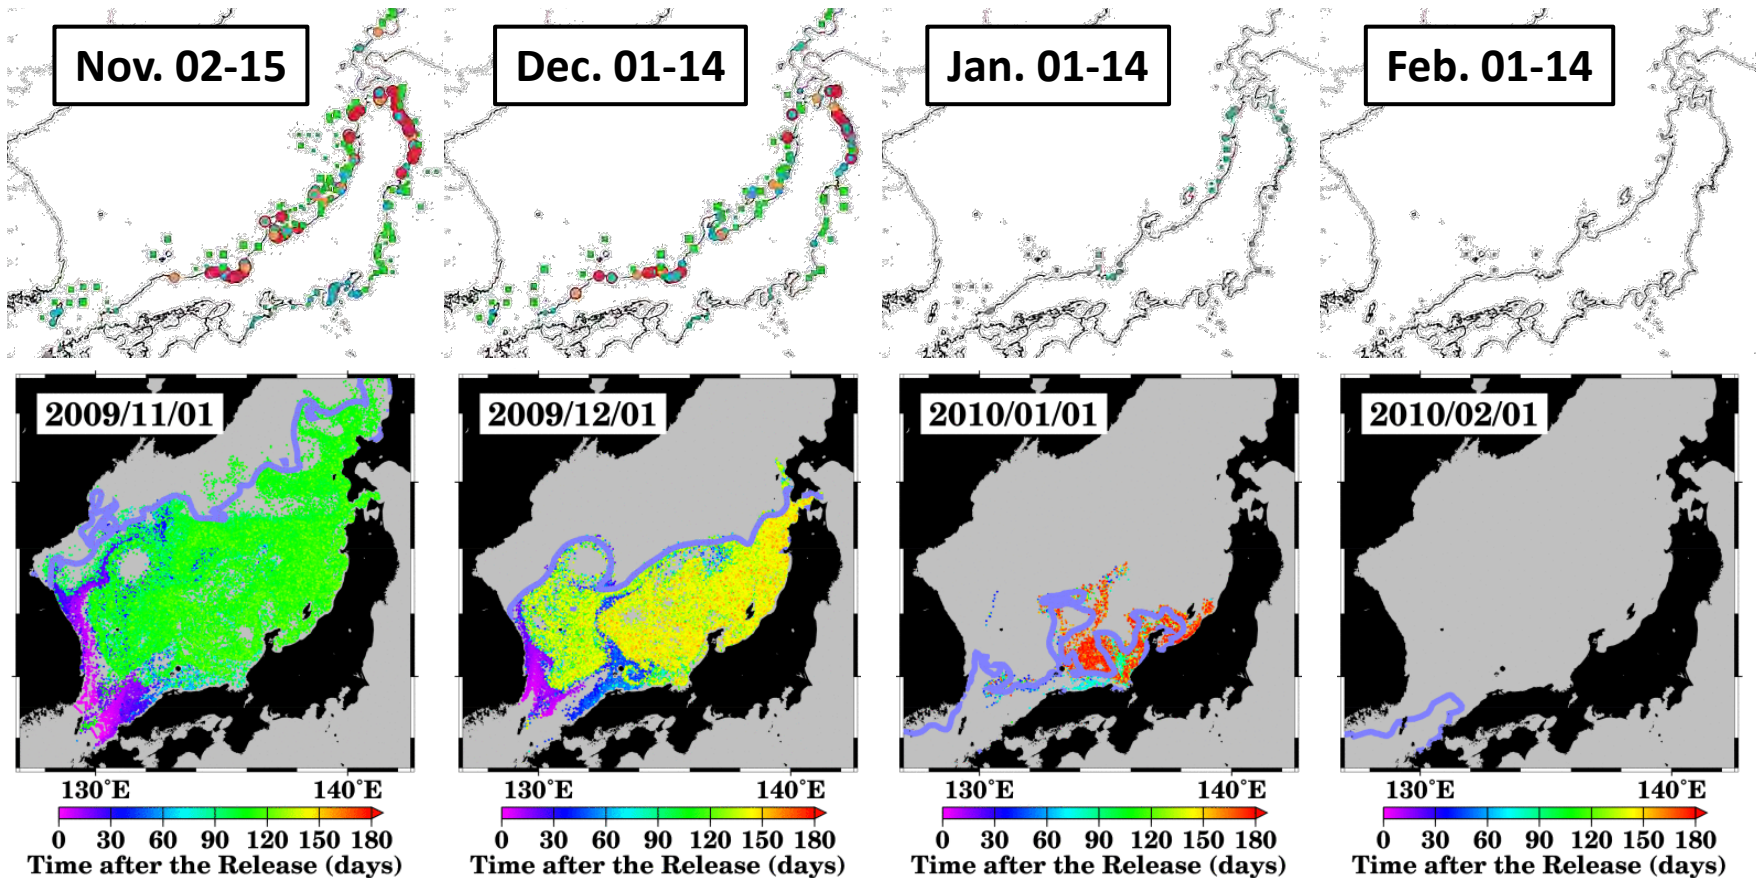 Nov. 02-15
Dec. 01-14
Jan. 01-14
Feb. 01-14
2009/11/01
2009/12/01
2010/01/01
2010/02/01
130°E 140°E
130°E 140°E
130°E 140°E
130°E 140°E
0 30 60 90 120 150 180
0 30 60 90 120 150 180
0 30 60 90 120 150 180
0 30 60 90 120 150 180
Time after the Release (days)
Time after the Release (days)
Time after the Release (days)
Time after the Release (days)